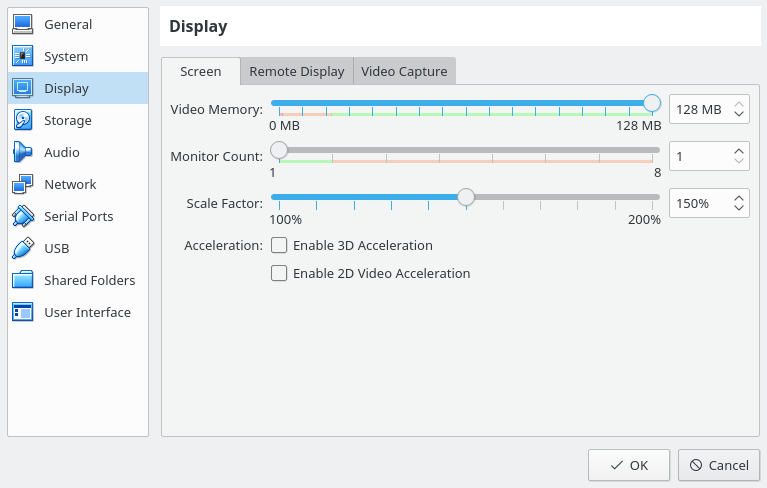 General
System
Display
Storage
Audio
Network
Serial Ports
USB
Shared Folders
User Interface
Display
Screen
Remote Display
Video Capture
Video Memory:
128 MB
0 MB
128 MB
Monitor Count:
1
1
8
Scale Factor:
150%
100%
200%
Acceleration:
Enable 3D Acceleration
Enable 2D Video Acceleration
OK
Cancel